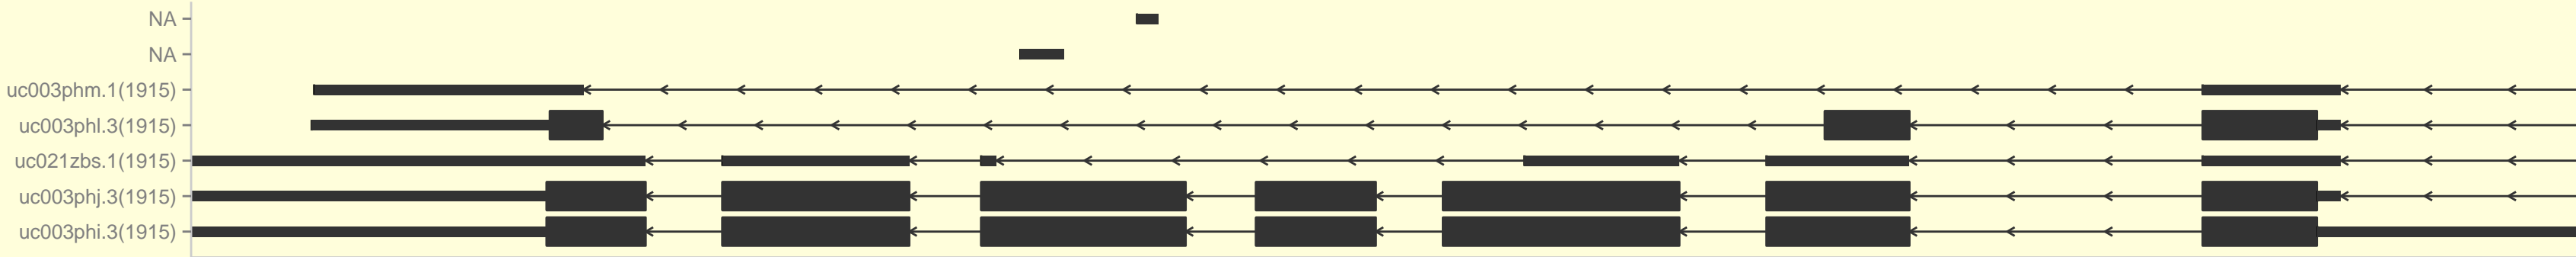 NA
NA
uc003phm.1(1915)
uc003phl.3(1915)
uc021zbs.1(1915)
uc003phj.3(1915)
uc003phi.3(1915)